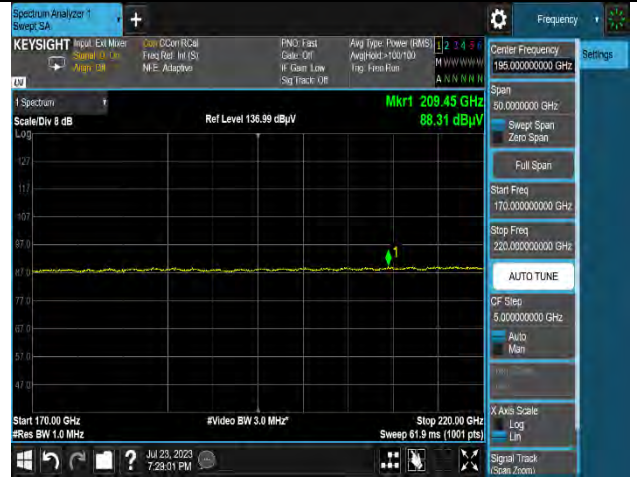 Spectrum Analyzer 1
Swept SA
+
Frequency
KEYSIGHT
Input: Ext Mixer
Signal ID: On
Atten: Off
Corr CCorr RCal
Freq Ref: Int (S)
NFE: Adaptive
PNO: Fast
Gate: Off
IF Gain: Low
Sig Track: Off
Avg Type: Power (RMS)
Avg|Hold:>100/100
Trig: Free Run
1 2 3 4 5 6
M W W W W W
A N N N N N
Settings
Center Frequency
195.000000000 GHz
Span
50.0000000 GHz
Swept Span
Zero Span
Full Span
Start Freq
170.000000000 GHz
Stop Freq
220.000000000 GHz
AUTO TUNE
CF Step
5.000000000 GHz
Auto
Man
X Axis Scale
Log
Lin
Signal Track
(Span Zoom)
1 Spectrum
Scale/Div 8 dB
Ref Level 136.99 dBµV
Mkr1 209.45 GHz
88.31 dBµV
Log
127
117
107
97.0
87.0
77.0
67.0
57.0
47.0
1
Start 170.00 GHz
#Video BW 3.0 MHz*
Stop 220.00 GHz
#Res BW 1.0 MHz
Sweep 61.9 ms (1001 pts)
?
Jul 23, 2023
7:29:01 PM